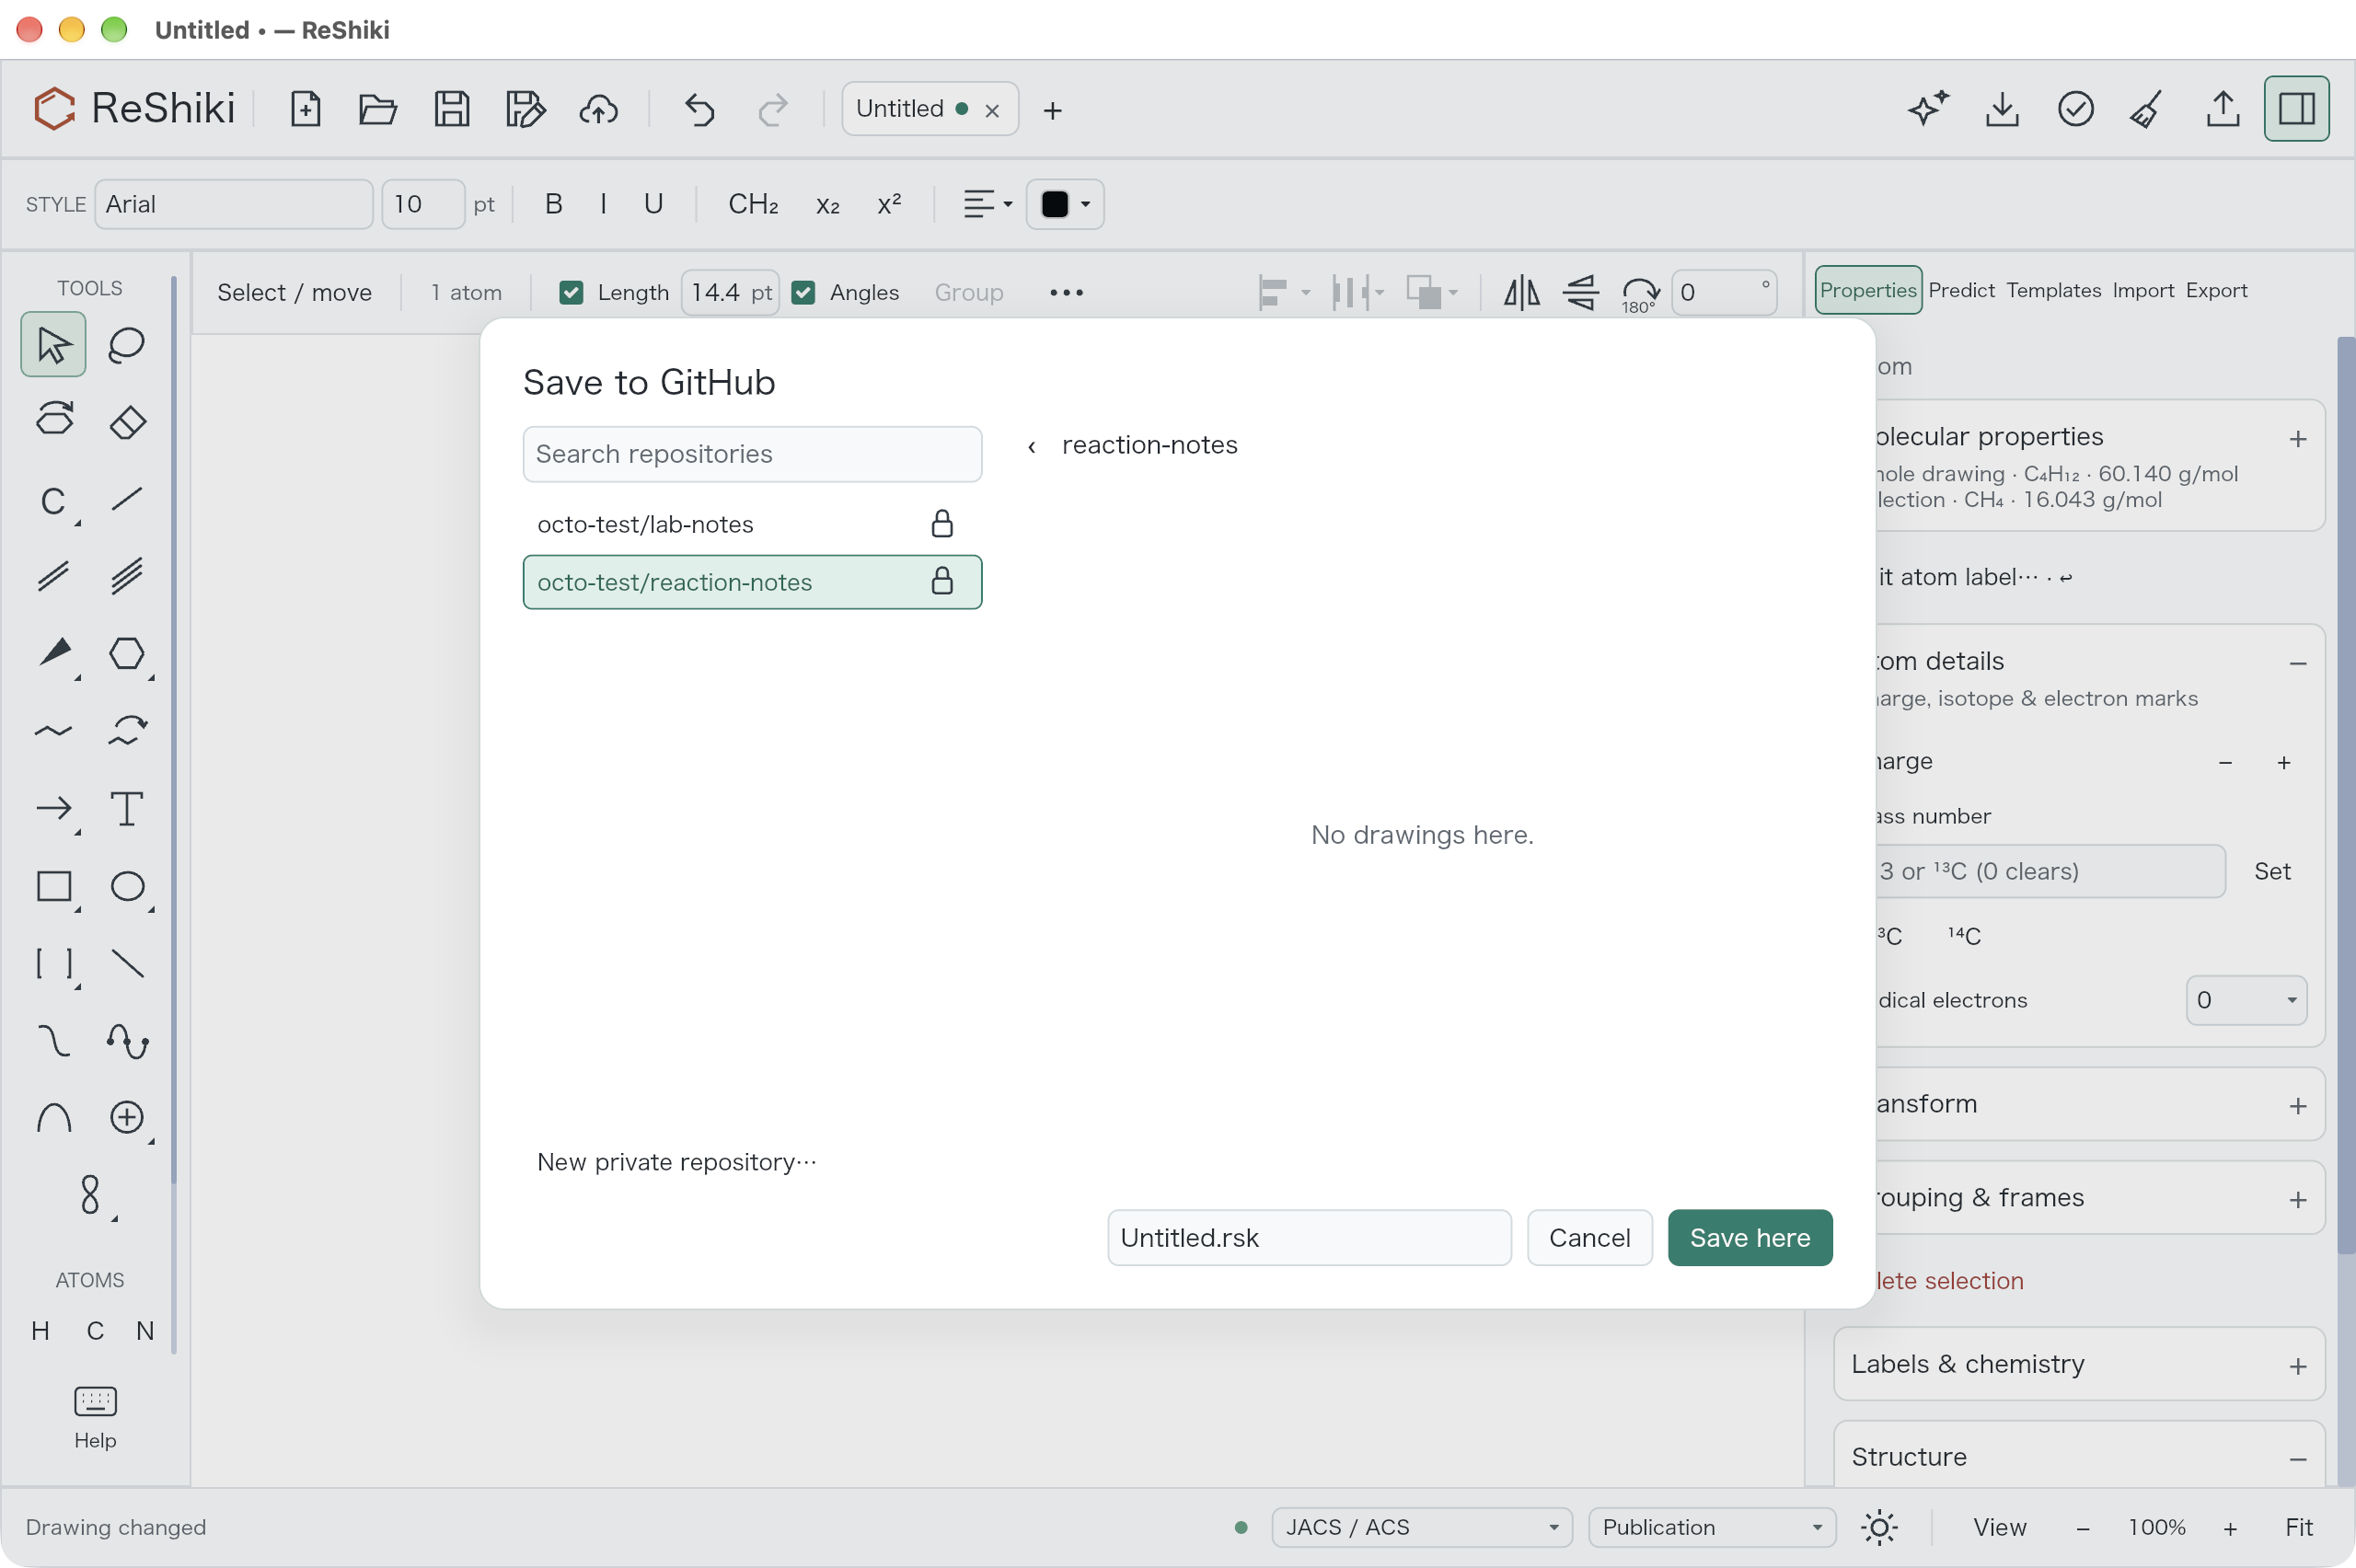 Untitled • — ReShiki
ReShiki
Untitled
STYLE Arial 10 pt B I U CH₂ x₂ x²
TOOLS
Select / move 1 atom Length 14.4 pt Angles Group 180° 0 °
Properties Predict Templates Import Export
Save to GitHub
Search repositories
‹ reaction-notes
octo-test/lab-notes
octo-test/reaction-notes
No drawings here.
New private repository…
Untitled.rsk Cancel Save here
om
olecular properties +
hole drawing · C₄H₁₂ · 60.140 g/mol
lection · CH₄ · 16.043 g/mol
it atom label… · ↩
tom details –
arge, isotope & electron marks
harge – +
ass number
3 or ¹³C (0 clears) Set
³C ¹⁴C
dical electrons 0
ansform +
rouping & frames +
lete selection
Labels & chemistry +
Structure –
C
T
[ ]
ATOMS
H C N
Help
Drawing changed JACS / ACS Publication View – 100% + Fit